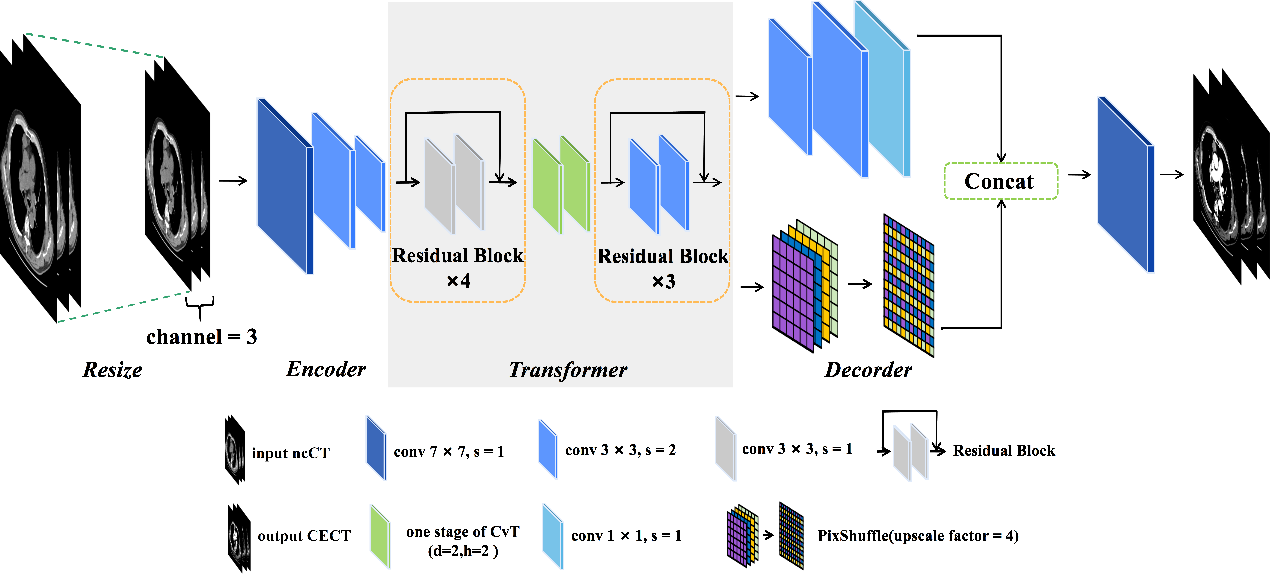 Residual Block
×4
Residual Block
×3
Concat
channel = 3
Resize
Encoder
Transformer
Decorder
input ncCT
conv 7 × 7, s = 1
conv 3 × 3, s = 2
conv 3 × 3, s = 1
Residual Block
output CECT
one stage of CvT
(d=2,h=2 )
conv 1 × 1, s = 1
PixShuffle(upscale factor = 4)